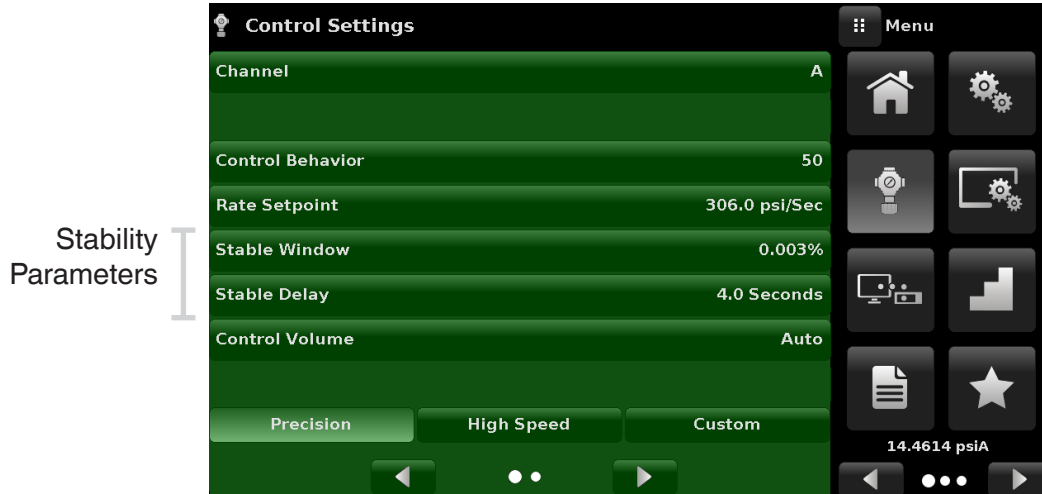 Control Settings
Menu
Channel A
Control Behavior 50
Rate Setpoint 306.0 psi/Sec
Stability
Parameters
Stable Window 0.003%
Stable Delay 4.0 Seconds
Control Volume Auto
Precision High Speed Custom
14.4614 psiA